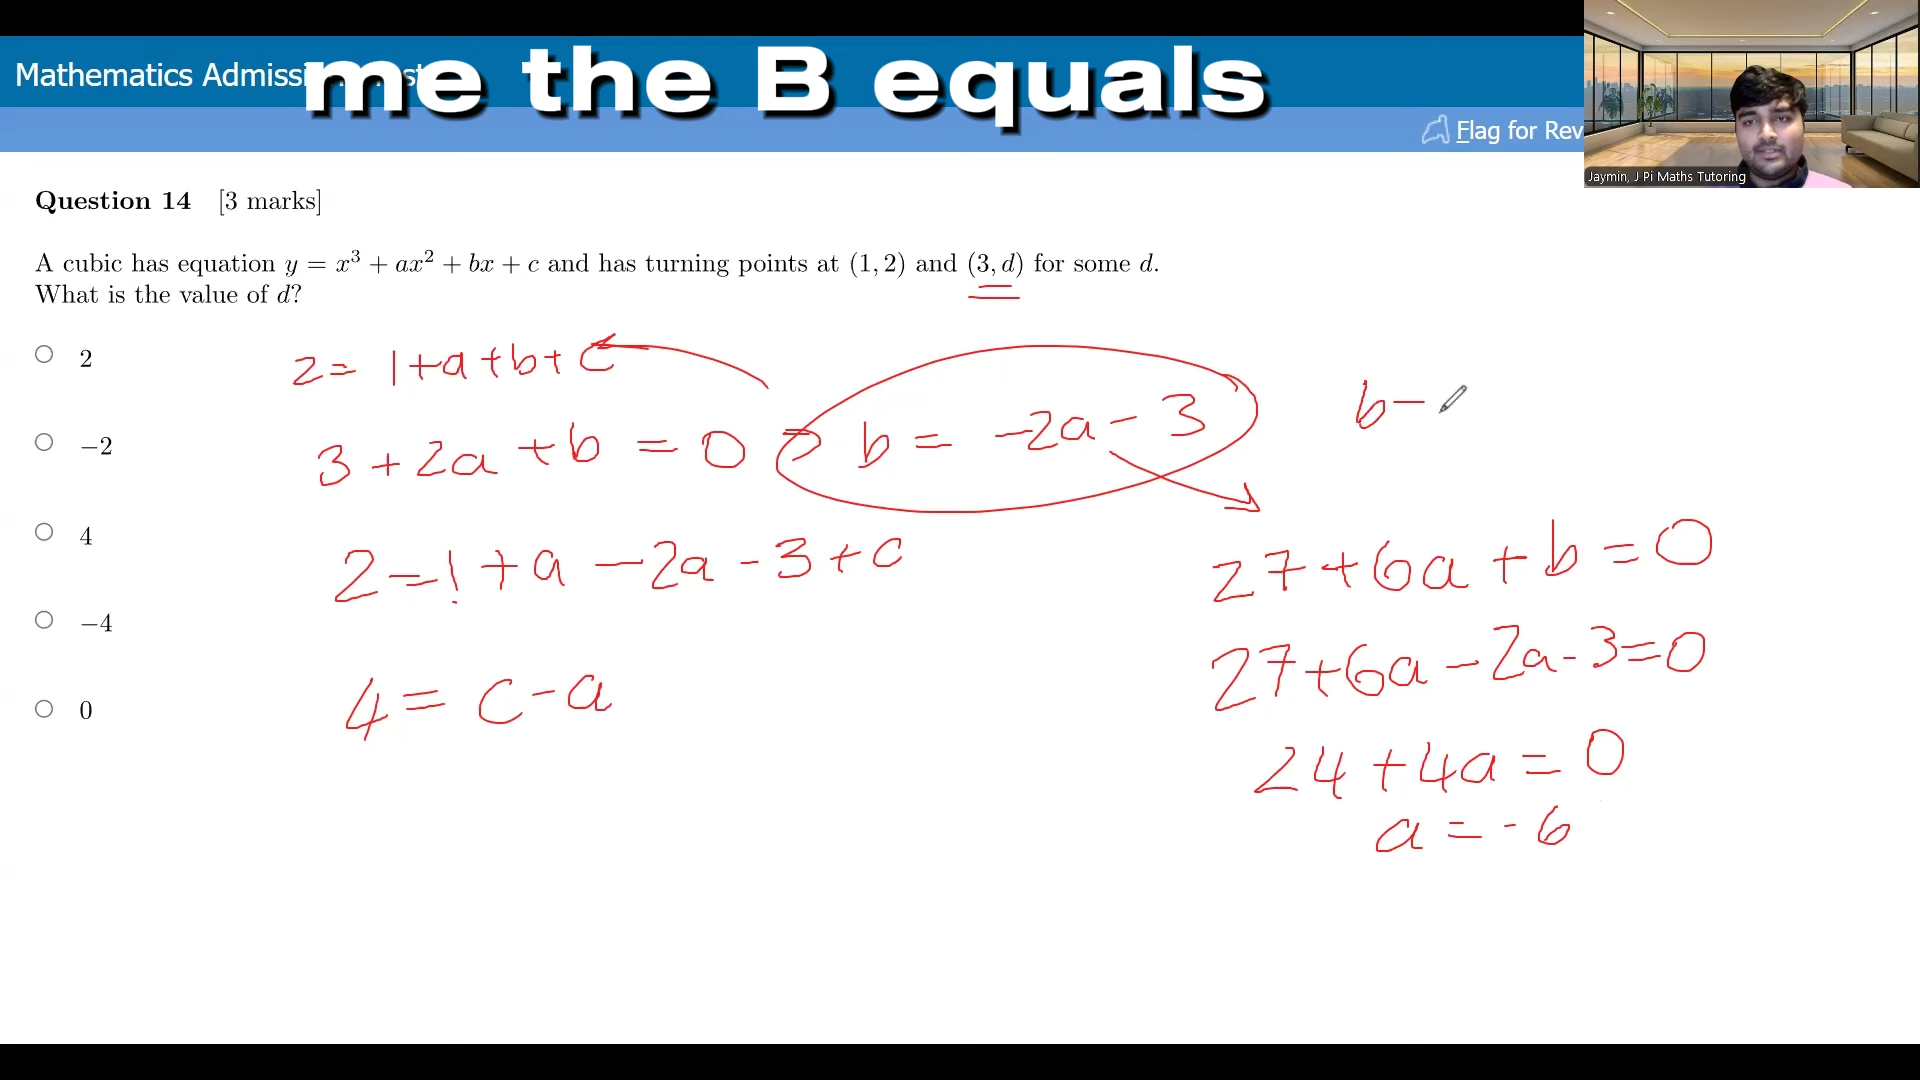 Mathematics Admissi
me the B equals
Flag for Rev
Jaymin, J Pi Maths Tutoring
Question 14 [3 marks]
A cubic has equation y = x³ + ax² + bx + c and has turning points at (1, 2) and (3, d) for some d.
What is the value of d?
2
−2
4
−4
0
2 = 1 + a + b + c
3 + 2a + b = 0 ⇒ b = -2a - 3
2 = 1 + a - 2a - 3 + c
4 = c - a
b =
27 + 6a + b = 0
27 + 6a - 2a - 3 = 0
24 + 4a = 0
a = -6